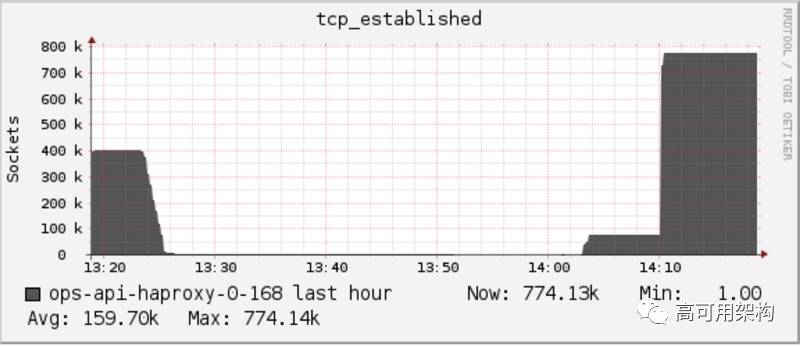 tcp_established
RRDTOOL / TOBI OETIKER
Sockets
800 k
700 k
600 k
500 k
400 k
300 k
200 k
100 k
0
13:20 13:30 13:40 13:50 14:00 14:10
ops-api-haproxy-0-168 last hour Now: 774.13k Min: 1.00
Avg: 159.70k Max: 774.14k
高可用架构